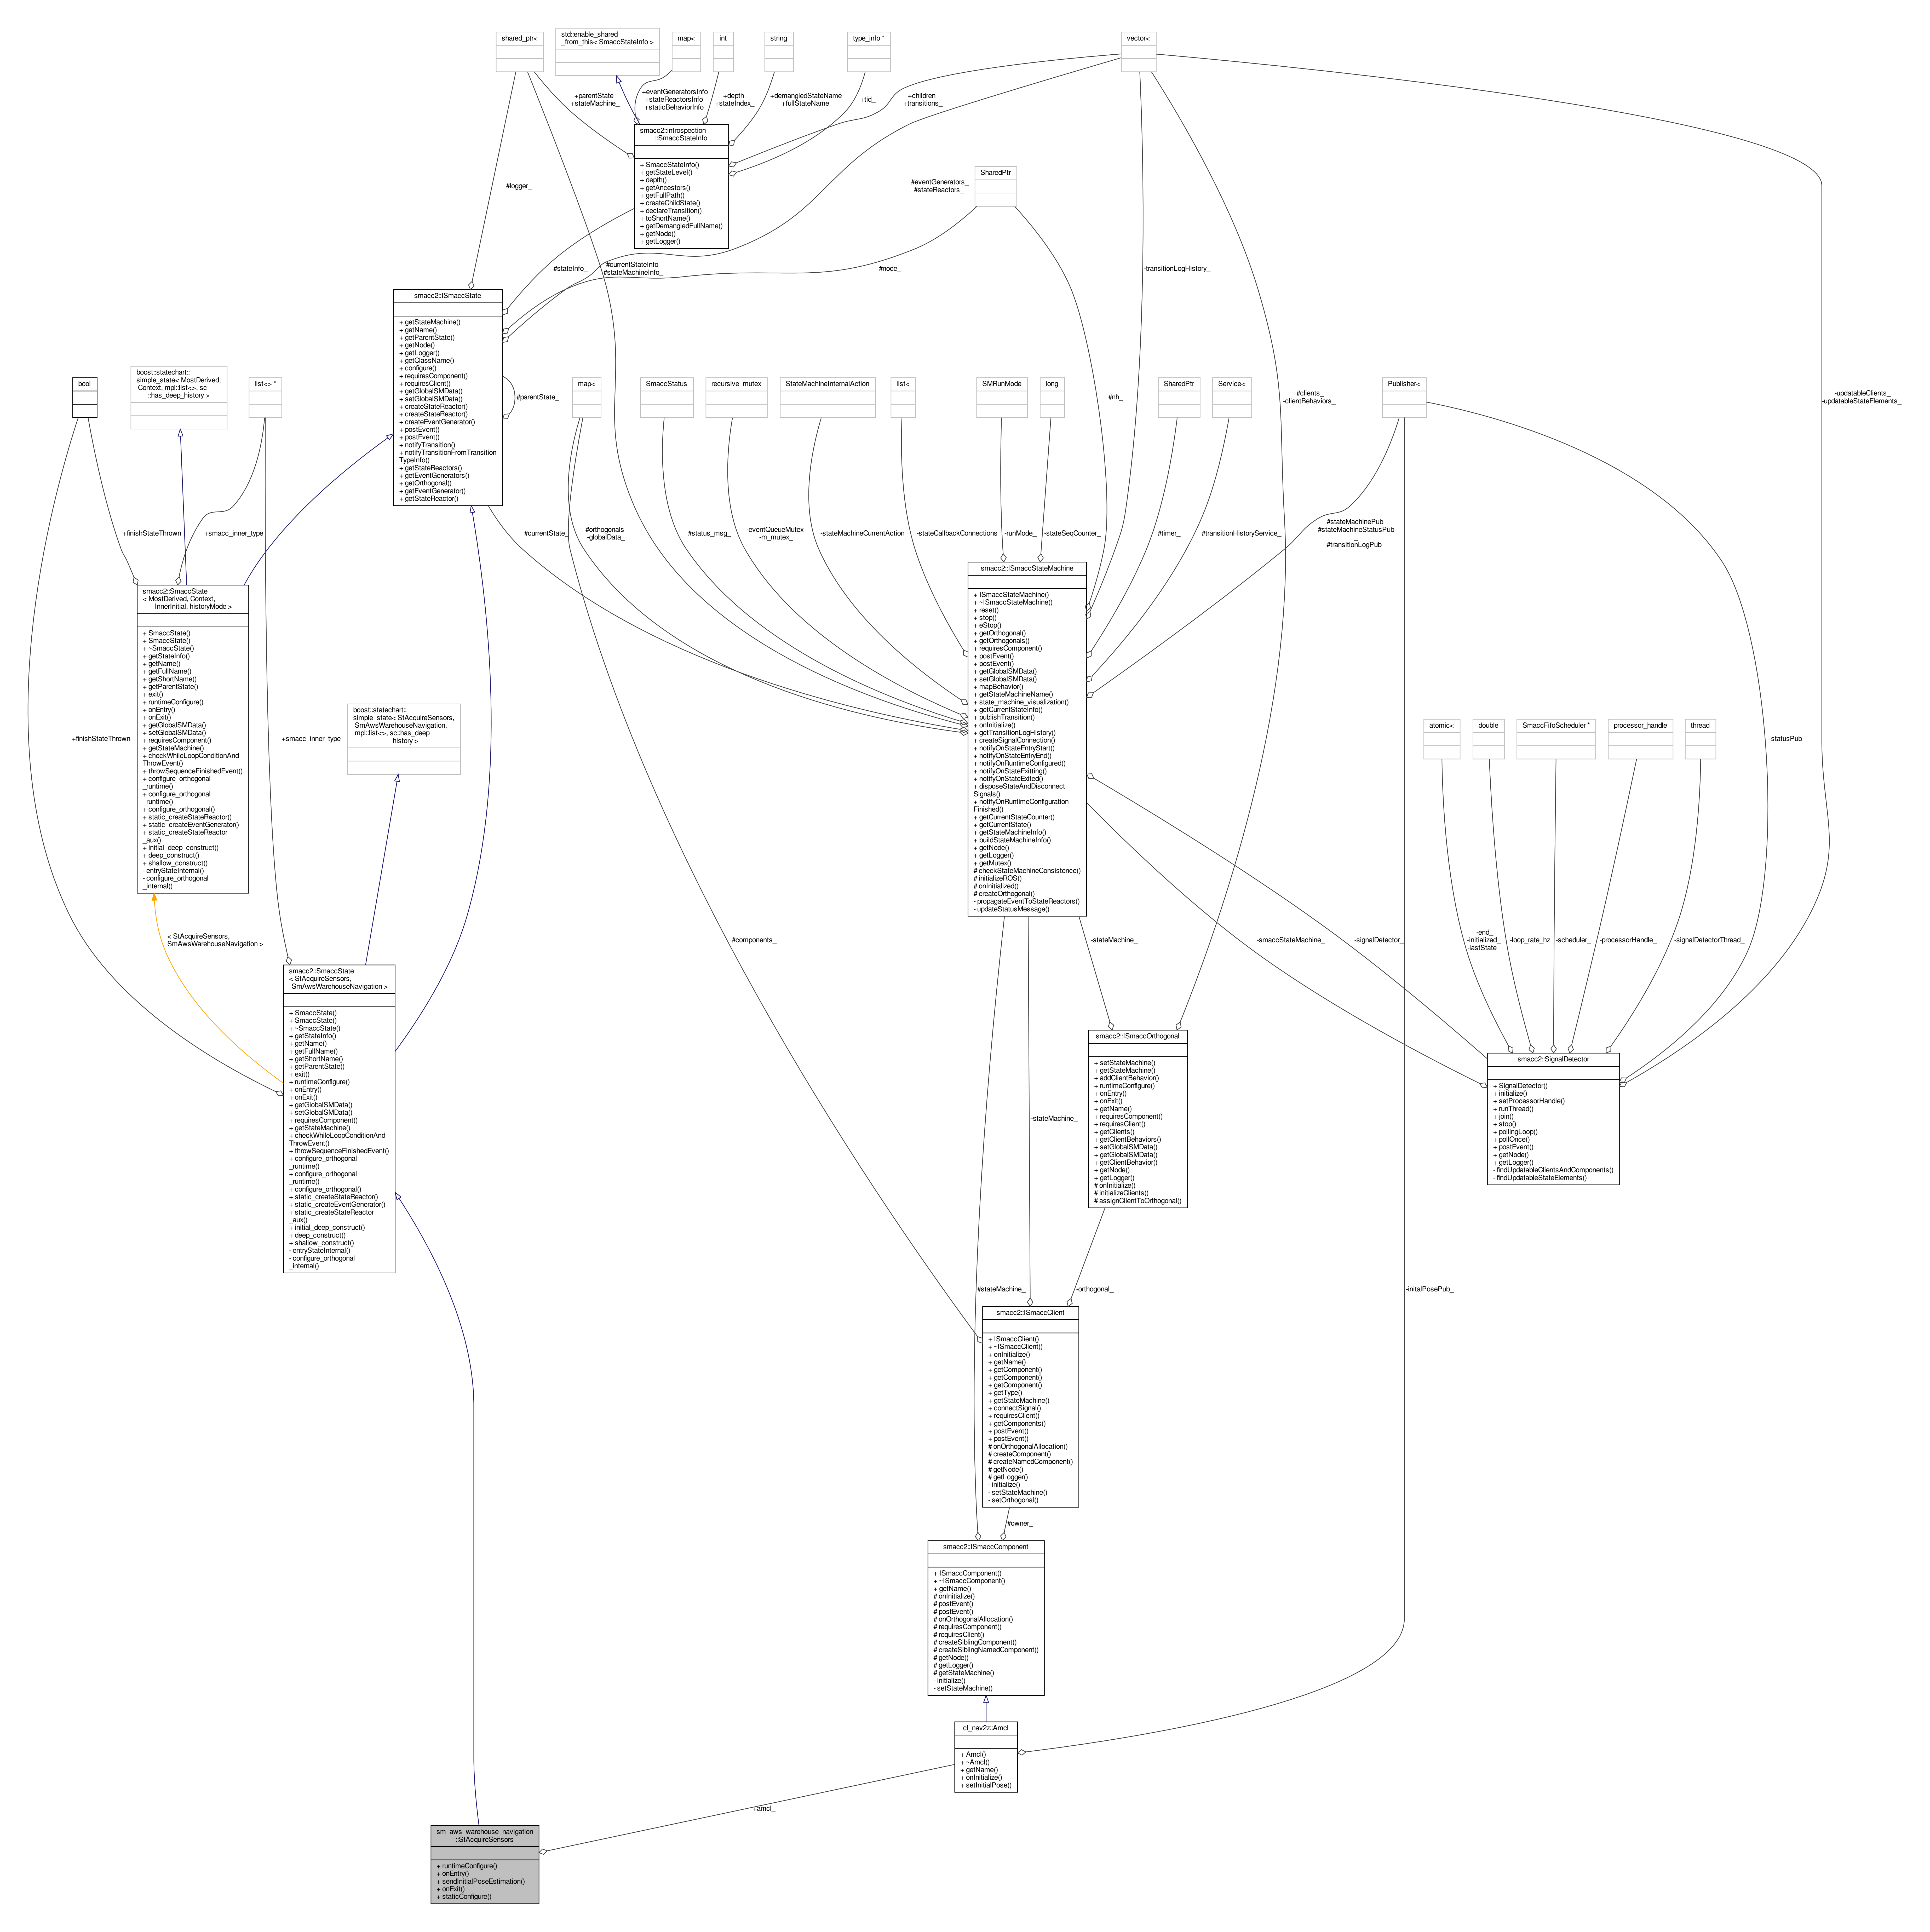 shared_ptr<
std::enable_shared
_from_this< SmaccStateInfo >
map<
int
string
type_info *
vector<
+parentState_
+stateMachine_
+eventGeneratorsInfo
+stateReactorsInfo
+staticBehaviorInfo
+depth_
+stateIndex_
+demangledStateName
+fullStateName
+tid_
+children_
+transitions_
smacc2::introspection
::SmaccStateInfo
+ SmaccStateInfo()
+ getStateLevel()
+ depth()
+ getAncestors()
+ getFullPath()
+ createChildState()
+ declareTransition()
+ toShortName()
+ getDemangledFullName()
+ getNode()
+ getLogger()
#logger_
SharedPtr
#eventGenerators_
#stateReactors_
#stateInfo_
#currentStateInfo_
#stateMachineInfo_
#node_
-transitionLogHistory_
smacc2::ISmaccState
+ getStateMachine()
+ getName()
+ getParentState()
+ getNode()
+ getLogger()
+ getClassName()
+ configure()
+ requiresComponent()
+ requiresClient()
+ getGlobalSMData()
+ setGlobalSMData()
+ createStateReactor()
+ createStateReactor()
+ createEventGenerator()
+ postEvent()
+ postEvent()
+ notifyTransition()
+ notifyTransitionFromTransition
TypeInfo()
+ getStateReactors()
+ getEventGenerators()
+ getOrthogonal()
+ getEventGenerator()
+ getStateReactor()
#parentState_
#nh_
#clients_
-clientBehaviors_
-updatableClients_
-updatableStateElements_
bool
boost::statechart::
simple_state< MostDerived,
Context, mpl::list<>, sc
::has_deep_history >
list<> *
map<
SmaccStatus
recursive_mutex
StateMachineInternalAction
list<
SMRunMode
long
SharedPtr
Service<
Publisher<
+finishStateThrown
+smacc_inner_type
#currentState_
#orthogonals_
-globalData_
#status_msg_
-eventQueueMutex_
-m_mutex_
-stateMachineCurrentAction
-stateCallbackConnections
-runMode_
-stateSeqCounter_
#timer_
#transitionHistoryService_
#stateMachinePub_
#stateMachineStatusPub
_
#transitionLogPub_
smacc2::SmaccState
< MostDerived, Context,
InnerInitial, historyMode >
+ SmaccState()
+ SmaccState()
+ ~SmaccState()
+ getStateInfo()
+ getName()
+ getFullName()
+ getShortName()
+ getParentState()
+ exit()
+ runtimeConfigure()
+ onEntry()
+ onExit()
+ getGlobalSMData()
+ setGlobalSMData()
+ requiresComponent()
+ getStateMachine()
+ checkWhileLoopConditionAnd
ThrowEvent()
+ throwSequenceFinishedEvent()
+ configure_orthogonal
_runtime()
+ configure_orthogonal
_runtime()
+ configure_orthogonal()
+ static_createStateReactor()
+ static_createEventGenerator()
+ static_createStateReactor
_aux()
+ initial_deep_construct()
+ deep_construct()
+ shallow_construct()
- entryStateInternal()
- configure_orthogonal
_internal()
smacc2::ISmaccStateMachine
+ ISmaccStateMachine()
+ ~ISmaccStateMachine()
+ reset()
+ stop()
+ eStop()
+ getOrthogonal()
+ getOrthogonals()
+ requiresComponent()
+ postEvent()
+ postEvent()
+ getGlobalSMData()
+ setGlobalSMData()
+ mapBehavior()
+ getStateMachineName()
+ state_machine_visualization()
+ getCurrentStateInfo()
+ publishTransition()
+ onInitialize()
+ getTransitionLogHistory()
+ createSignalConnection()
+ notifyOnStateEntryStart()
+ notifyOnStateEntryEnd()
+ notifyOnRuntimeConfigured()
+ notifyOnStateExitting()
+ notifyOnStateExited()
+ disposeStateAndDisconnect
Signals()
+ notifyOnRuntimeConfiguration
Finished()
+ getCurrentStateCounter()
+ getCurrentState()
+ getStateMachineInfo()
+ buildStateMachineInfo()
+ getNode()
+ getLogger()
+ getMutex()
# checkStateMachineConsistence()
# initializeROS()
# onInitialized()
# createOrthogonal()
- propagateEventToStateReactors()
- updateStatusMessage()
+finishStateThrown
+smacc_inner_type
boost::statechart::
simple_state< StAcquireSensors,
SmAwsWarehouseNavigation,
mpl::list<>, sc::has_deep
_history >
atomic<
double
SmaccFifoScheduler *
processor_handle
thread
-statusPub_
< StAcquireSensors,
SmAwsWarehouseNavigation >
#components_
-stateMachine_
-smaccStateMachine_
-signalDetector_
-end_
-initialized_
-lastState_
-loop_rate_hz
-scheduler_
-processorHandle_
-signalDetectorThread_
smacc2::SmaccState
< StAcquireSensors,
SmAwsWarehouseNavigation >
+ SmaccState()
+ SmaccState()
+ ~SmaccState()
+ getStateInfo()
+ getName()
+ getFullName()
+ getShortName()
+ getParentState()
+ exit()
+ runtimeConfigure()
+ onEntry()
+ onExit()
+ getGlobalSMData()
+ setGlobalSMData()
+ requiresComponent()
+ getStateMachine()
+ checkWhileLoopConditionAnd
ThrowEvent()
+ throwSequenceFinishedEvent()
+ configure_orthogonal
_runtime()
+ configure_orthogonal
_runtime()
+ configure_orthogonal()
+ static_createStateReactor()
+ static_createEventGenerator()
+ static_createStateReactor
_aux()
+ initial_deep_construct()
+ deep_construct()
+ shallow_construct()
- entryStateInternal()
- configure_orthogonal
_internal()
smacc2::ISmaccOrthogonal
+ setStateMachine()
+ getStateMachine()
+ addClientBehavior()
+ runtimeConfigure()
+ onEntry()
+ onExit()
+ getName()
+ requiresComponent()
+ requiresClient()
+ getClients()
+ getClientBehaviors()
+ setGlobalSMData()
+ getGlobalSMData()
+ getClientBehavior()
+ getNode()
+ getLogger()
# onInitialize()
# initializeClients()
# assignClientToOrthogonal()
smacc2::SignalDetector
+ SignalDetector()
+ initialize()
+ setProcessorHandle()
+ runThread()
+ join()
+ stop()
+ pollingLoop()
+ pollOnce()
+ postEvent()
+ getNode()
+ getLogger()
- findUpdatableClientsAndComponents()
- findUpdatableStateElements()
-stateMachine_
#stateMachine_
-orthogonal_
-initalPosePub_
smacc2::ISmaccClient
+ ISmaccClient()
+ ~ISmaccClient()
+ onInitialize()
+ getName()
+ getComponent()
+ getComponent()
+ getComponent()
+ getType()
+ getStateMachine()
+ connectSignal()
+ requiresClient()
+ getComponents()
+ postEvent()
+ postEvent()
# onOrthogonalAllocation()
# createComponent()
# createNamedComponent()
# getNode()
# getLogger()
- initialize()
- setStateMachine()
- setOrthogonal()
#owner_
smacc2::ISmaccComponent
+ ISmaccComponent()
+ ~ISmaccComponent()
+ getName()
# onInitialize()
# postEvent()
# postEvent()
# onOrthogonalAllocation()
# requiresComponent()
# requiresClient()
# createSiblingComponent()
# createSiblingNamedComponent()
# getNode()
# getLogger()
# getStateMachine()
- initialize()
- setStateMachine()
cl_nav2z::Amcl
+ Amcl()
+ ~Amcl()
+ getName()
+ onInitialize()
+ setInitialPose()
+amcl_
sm_aws_warehouse_navigation
::StAcquireSensors
+ runtimeConfigure()
+ onEntry()
+ sendInitialPoseEstimation()
+ onExit()
+ staticConfigure()